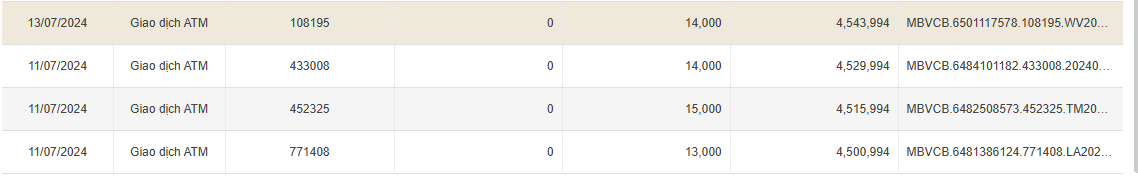 13/07/2024 Giao dịch ATM 108195 0 14,000 4,543,994 MBVCB.6501117578.108195.WV20…
11/07/2024 Giao dịch ATM 433008 0 14,000 4,529,994 MBVCB.6484101182.433008.20240…
11/07/2024 Giao dịch ATM 452325 0 15,000 4,515,994 MBVCB.6482508573.452325.TM20…
11/07/2024 Giao dịch ATM 771408 0 13,000 4,500,994 MBVCB.6481386124.771408.LA202…